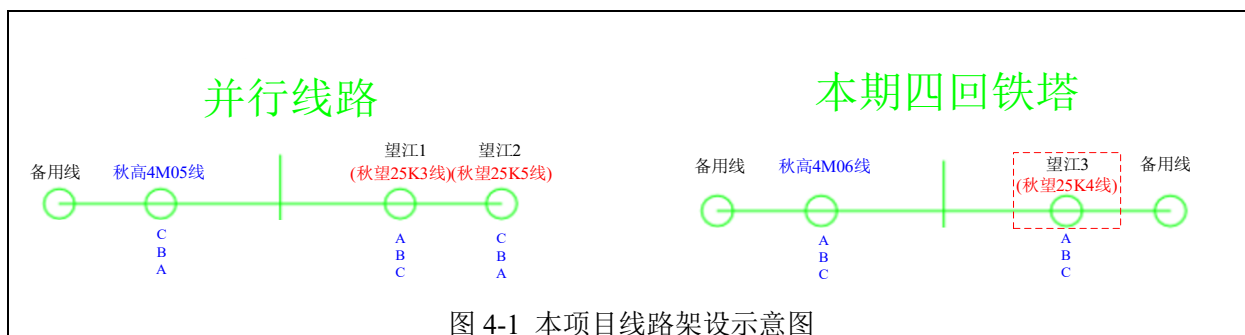 并行线路
本期四回铁塔
望江1
望江2
望江3
备用线
秋高4M05线
(秋望25K3线)(秋望25K5线)
备用线
秋高4M06线
(秋望25K4线)
备用线
C
B
A
A
B
C
C
B
A
A
B
C
A
B
C
图 4-1 本项目线路架设示意图